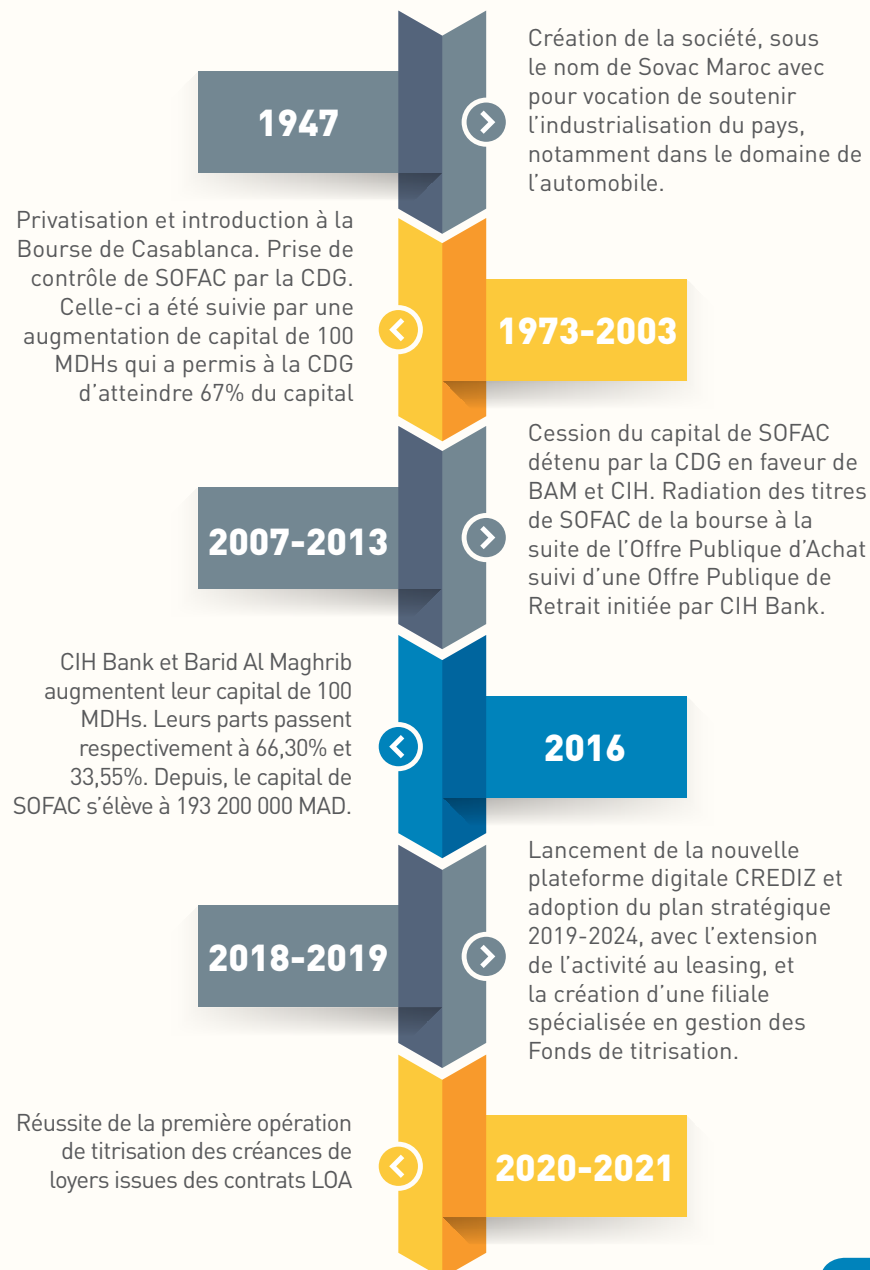 1947
Création de la société, sous
le nom de Sovac Maroc avec
pour vocation de soutenir
l’industrialisation du pays,
notamment dans le domaine de
l’automobile.
Privatisation et introduction à la
Bourse de Casablanca. Prise de
contrôle de SOFAC par la CDG.
Celle-ci a été suivie par une
augmentation de capital de 100
MDHs qui a permis à la CDG
d’atteindre 67% du capital
1973-2003
2007-2013
Cession du capital de SOFAC
détenu par la CDG en faveur de
BAM et CIH. Radiation des titres
de SOFAC de la bourse à la
suite de l’Offre Publique d’Achat
suivi d’une Offre Publique de
Retrait initiée par CIH Bank.
CIH Bank et Barid Al Maghrib
augmentent leur capital de 100
MDHs. Leurs parts passent
respectivement à 66,30% et
33,55%. Depuis, le capital de
SOFAC s’élève à 193 200 000 MAD.
2016
2018-2019
Lancement de la nouvelle
plateforme digitale CREDIZ et
adoption du plan stratégique
2019-2024, avec l’extension
de l’activité au leasing, et
la création d’une filiale
spécialisée en gestion des
Fonds de titrisation.
Réussite de la première opération
de titrisation des créances de
loyers issues des contrats LOA
2020-2021